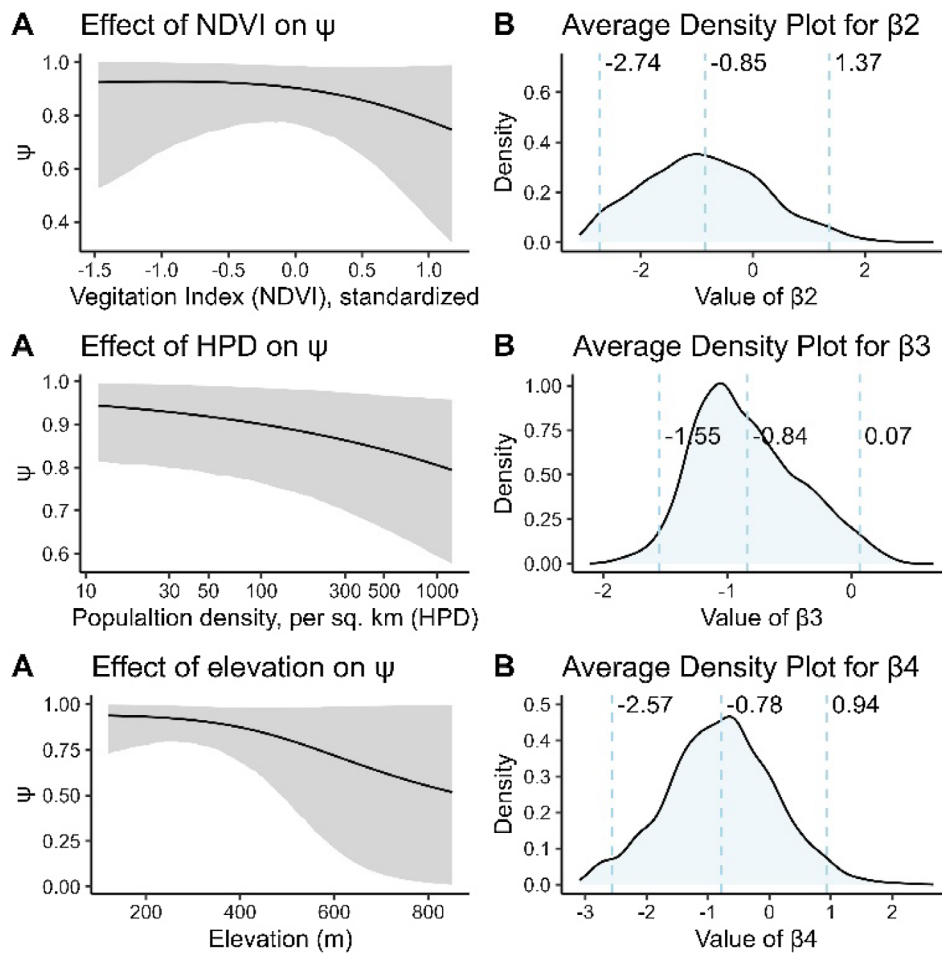 A Effect of NDVI on ψ
1.0
0.8
0.6
0.4
ψ
-1.5 -1.0 -0.5 0.0 0.5 1.0
Vegitation Index (NDVI), standardized
B Average Density Plot for β2
-2.74 -0.85 1.37
0.6
0.4
0.2
0.0
Density
-2 0 2
Value of β2
A Effect of HPD on ψ
1.0
0.9
0.8
0.7
0.6
ψ
10 30 50 100 300 500 1000
Populaltion density, per sq. km (HPD)
B Average Density Plot for β3
1.00
0.75
0.50
0.25
0.00
-1.55 -0.84 0.07
Density
-2 -1 0
Value of β3
A Effect of elevation on ψ
1.00
0.75
0.50
0.25
0.00
ψ
200 400 600 800
Elevation (m)
B Average Density Plot for β4
-2.57 -0.78 0.94
0.5
0.4
0.3
0.2
0.1
0.0
Density
-3 -2 -1 0 1 2
Value of β4